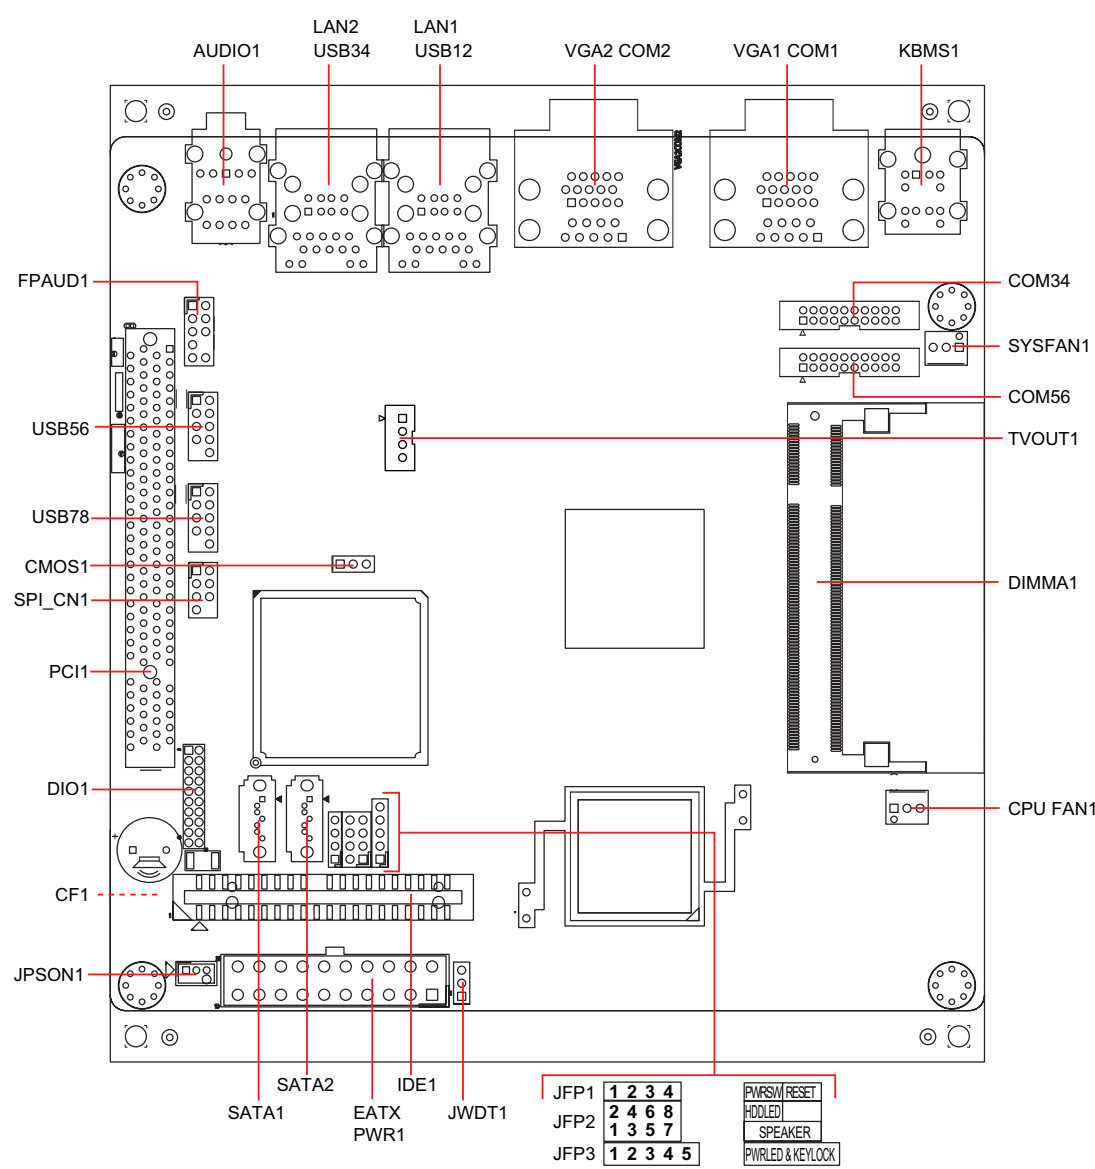 LAN2 LAN1
AUDIO1 USB34 USB12 VGA2 COM2 VGA1 COM1 KBMS1
VGA2COM2
FPAUD1 COM34
SYSFAN1
COM56
USB56 TVOUT1
USB78
CMOS1
SPI_CN1 DIMMA1
PCI1
DIO1 CPU FAN1
CF1
JPSON1
SATA2 IDE1
SATA1 EATX JWDT1
PWR1
JFP1 1 2 3 4 PWRSW RESET
JFP2 2 4 6 8 HDDLED
1 3 5 7 SPEAKER
JFP3 1 2 3 4 5 PWRLED & KEYLOCK